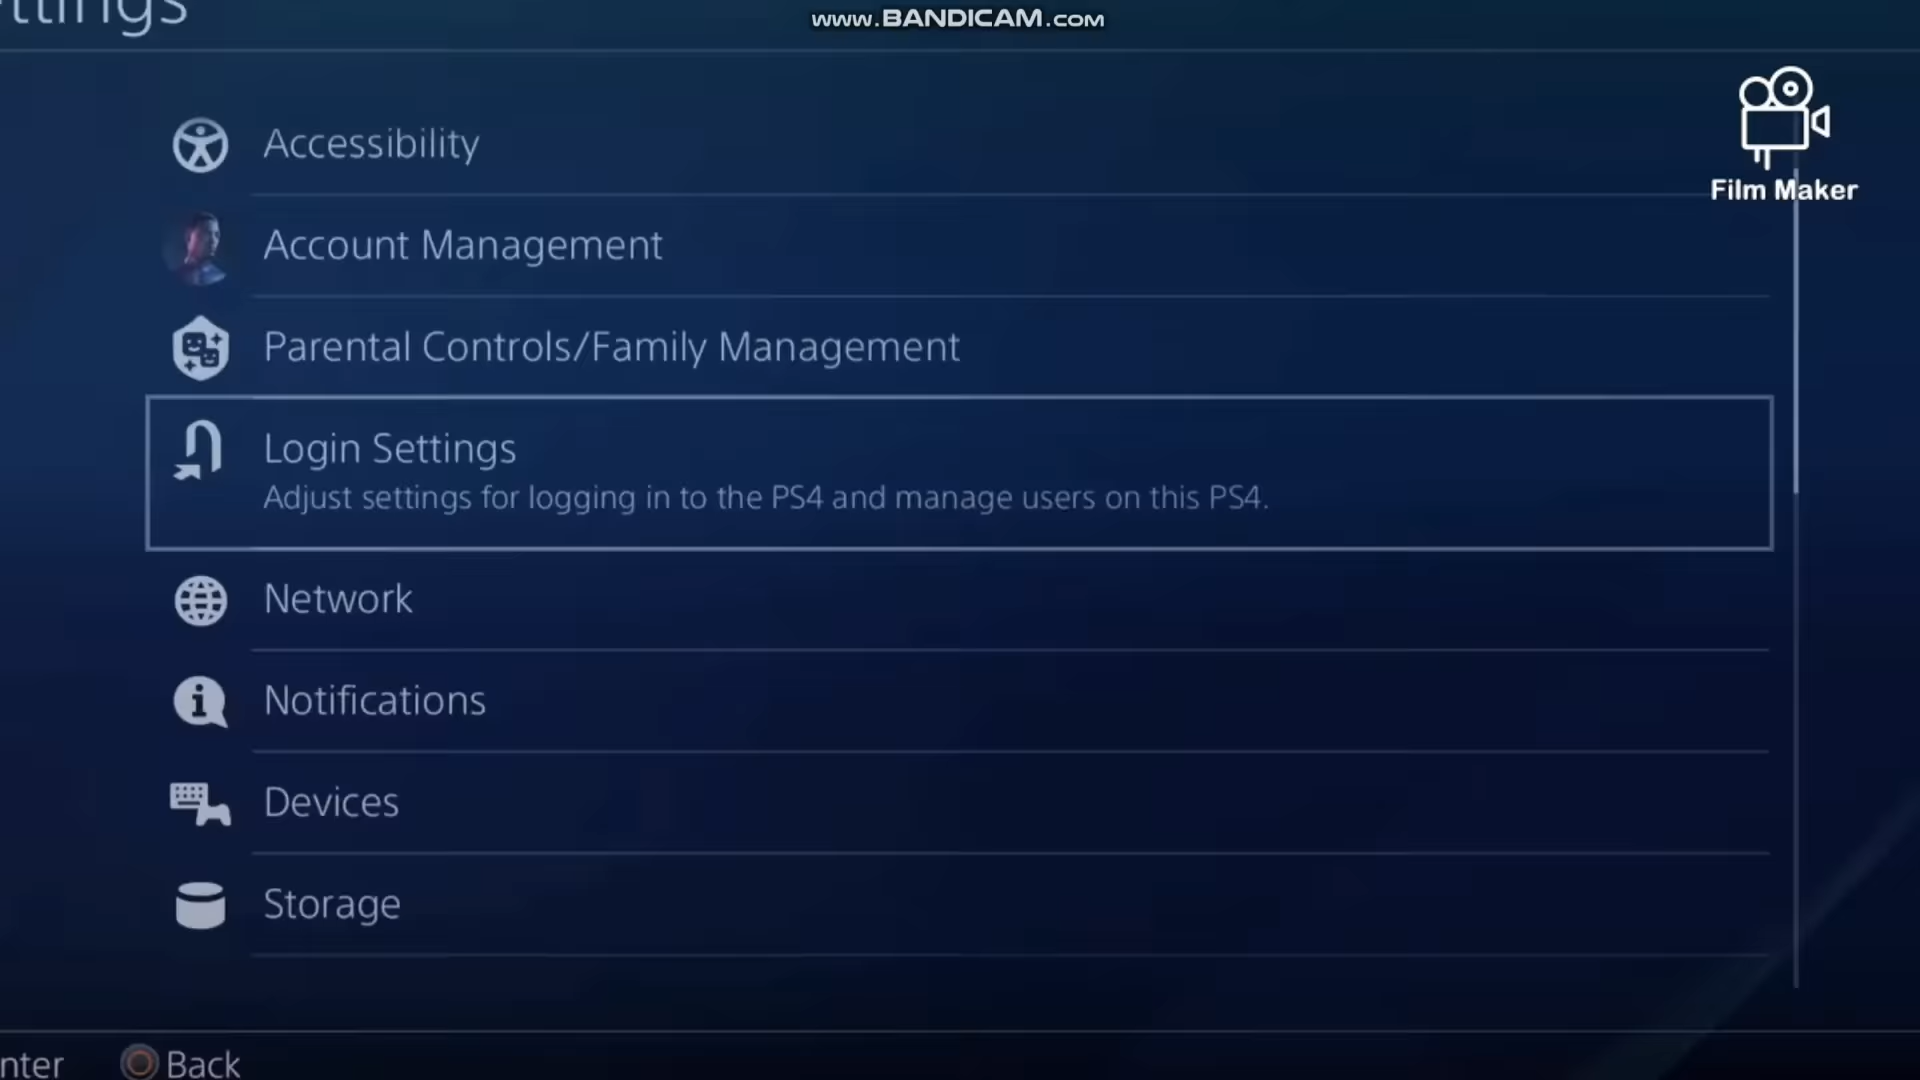 ttings
www.BANDICAM.com
Film Maker
Accessibility
Account Management
Parental Controls/Family Management
Login Settings
Adjust settings for logging in to the PS4 and manage users on this PS4.
Network
Notifications
Devices
Storage
nter
Back